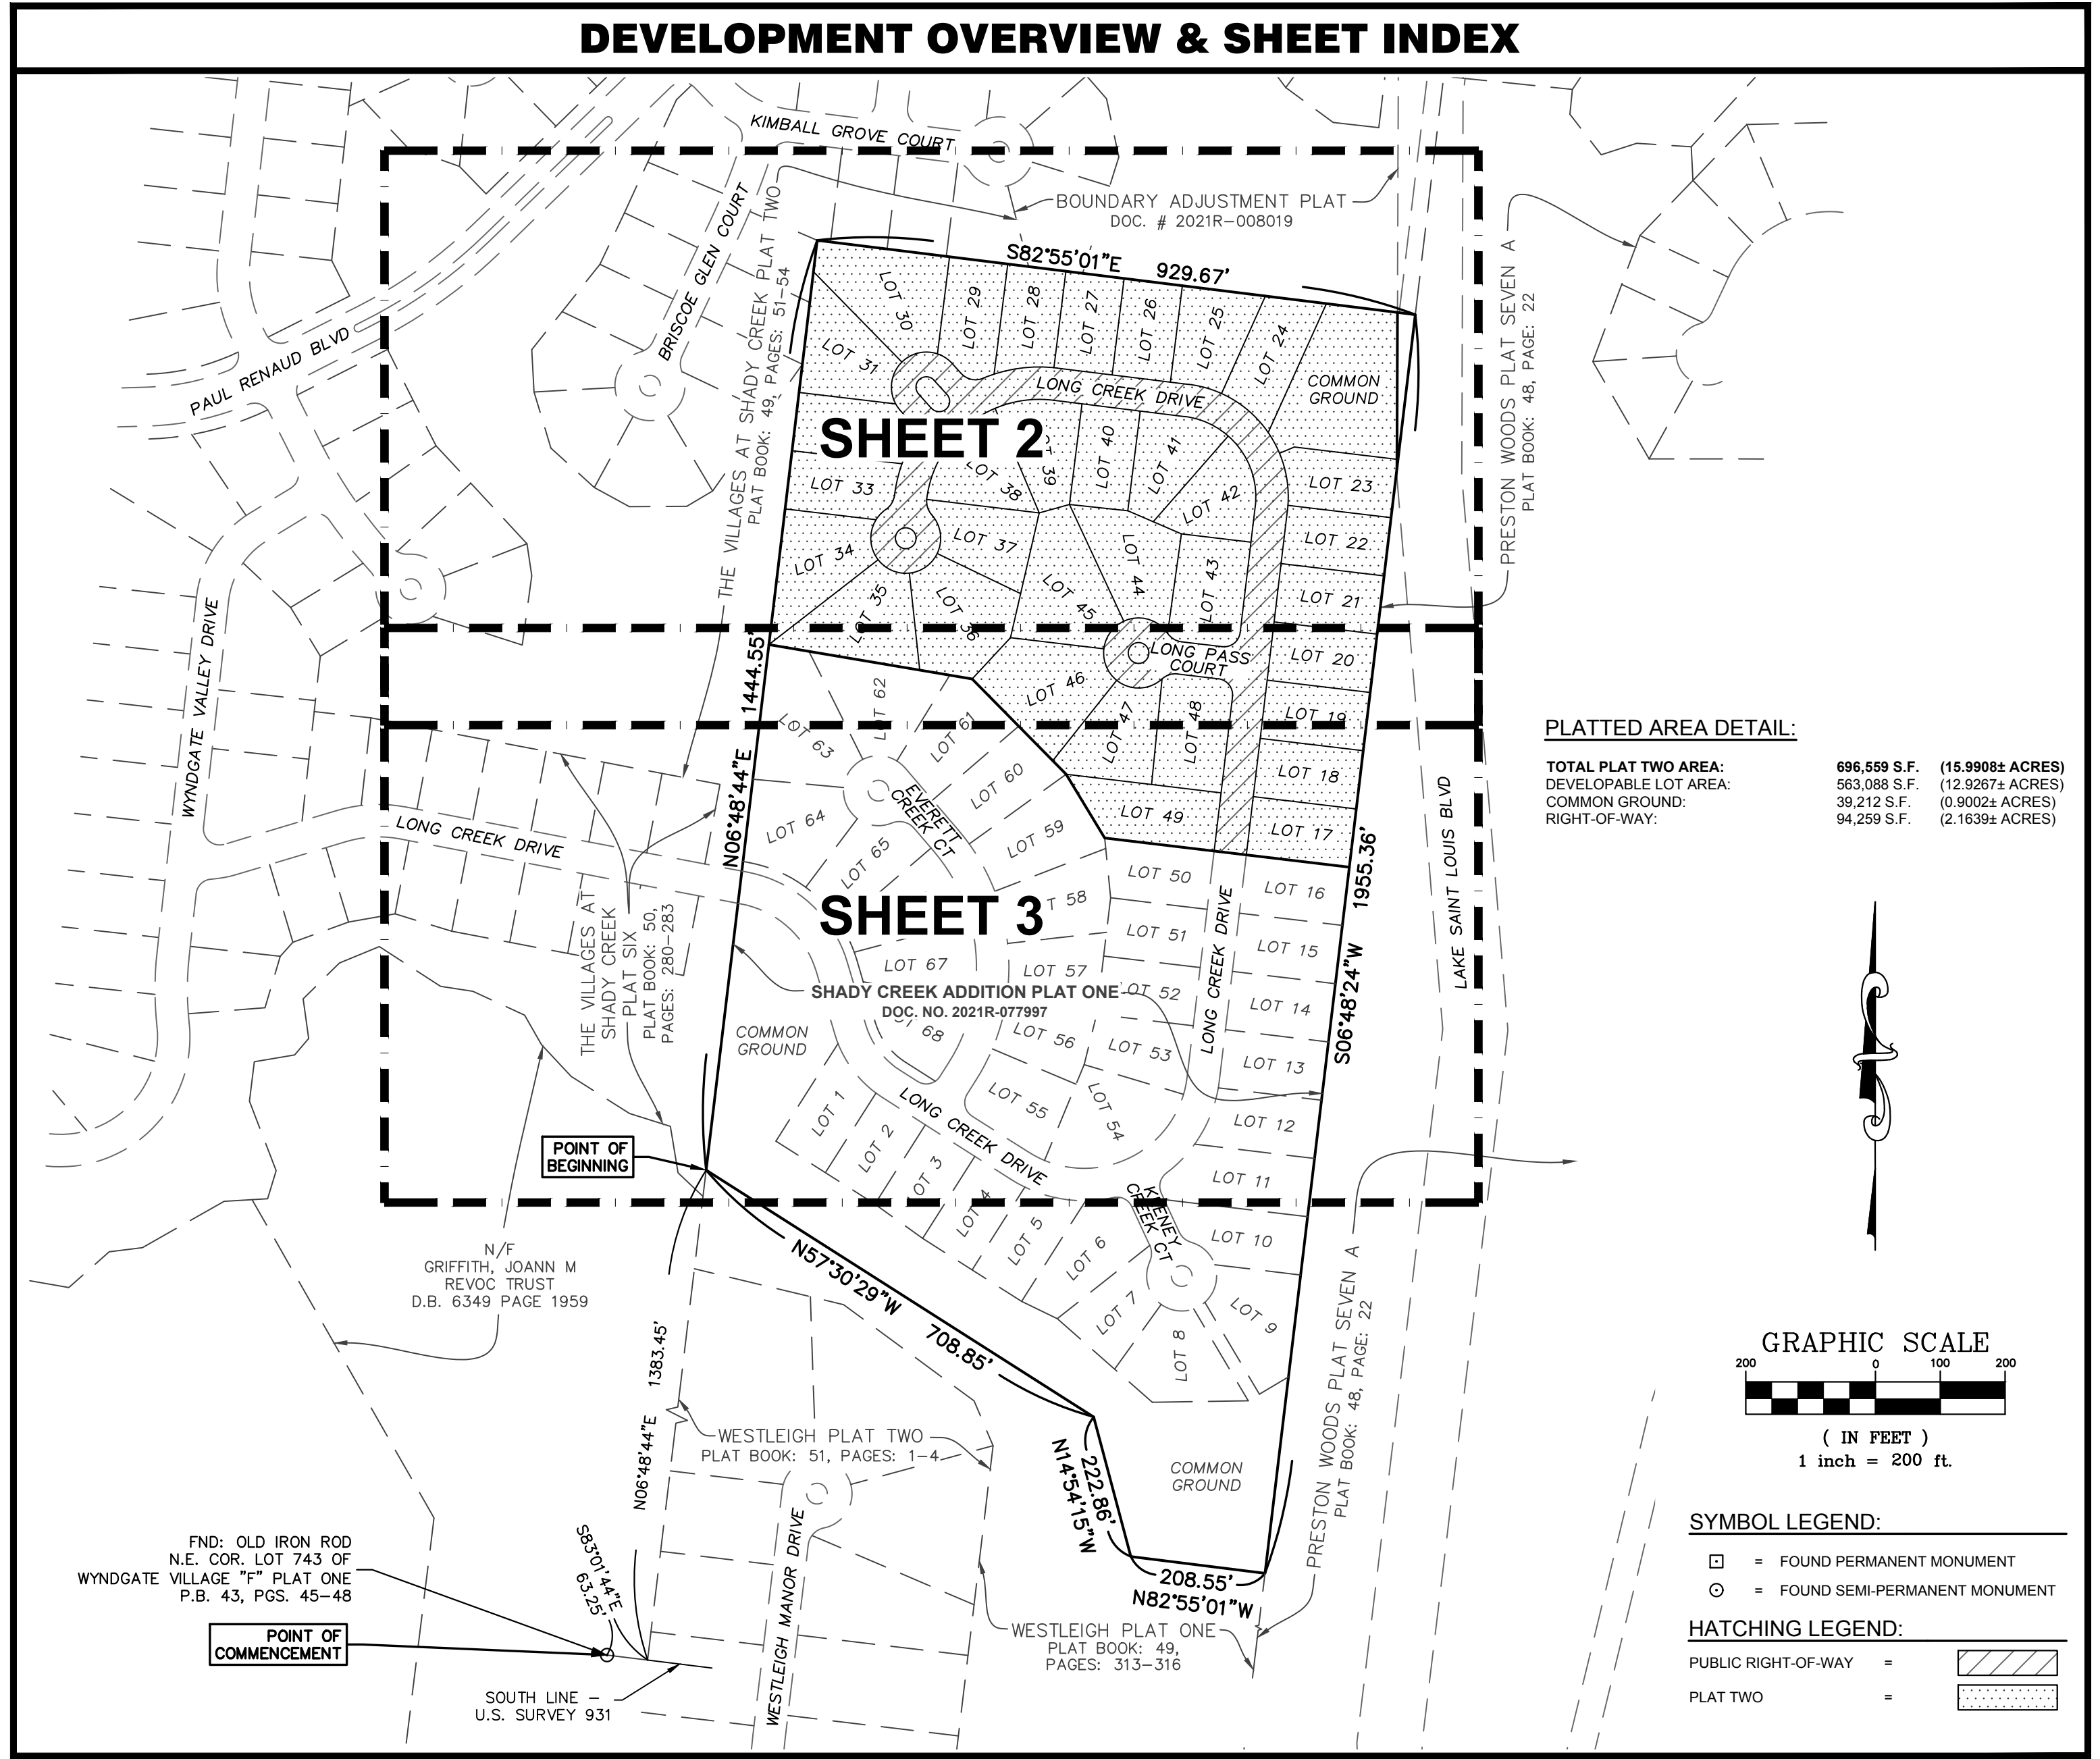 DEVELOPMENT OVERVIEW & SHEET INDEX
KIMBALL GROVE COURT
BRISCOE GLEN COURT
PAUL RENAUD BLVD
WYNDGATE VALLEY DRIVE
THE VILLAGES AT SHADY CREEK PLAT TWO
PLAT BOOK: 49, PAGES: 51-54
BOUNDARY ADJUSTMENT PLAT
DOC. # 2021R-008019
S82°55'01"E 929.67'
PRESTON WOODS PLAT SEVEN A
PLAT BOOK: 48, PAGE: 22
LOT 30
LOT 29
LOT 28
LOT 27
LOT 26
LOT 25
LOT 24
LOT 31
COMMON
GROUND
LONG CREEK DRIVE
SHEET 2
LOT 38
39
LOT 40
LOT 41
LOT 42
LOT 23
LOT 33
LOT 37
LOT 22
LOT 34
LOT 44
LOT 43
LOT 45
LOT 21
LOT 35
LOT 36
LONG PASS
COURT
LOT 20
LOT 46
LOT 19
LOT 47
LOT 48
LOT 18
LOT 49
LOT 17
N06°48'44"E 1444.55'
LOT 62
LOT 61
LOT 63
LOT 60
EVERETT
CREEK CT
LOT 64
LOT 59
LOT 65
LOT 50
LOT 16
58
SHEET 3
LONG CREEK DRIVE
LOT 51
LOT 15
LOT 67
LOT 57
LOT 52
LOT 14
SHADY CREEK ADDITION PLAT ONE
DOC. NO. 2021R-077997
68
LOT 56
LOT 53
LOT 13
LONG CREEK DRIVE
COMMON
GROUND
LOT 55
LOT 54
LOT 12
LOT 1
LOT 2
LOT 3
LOT 4
LOT 5
LOT 6
LOT 7
LOT 8
LOT 9
LOT 10
LOT 11
LONG CREEK DRIVE
KEENEY
CREEK CT
THE VILLAGES AT
SHADY CREEK
PLAT SIX
PLAT BOOK: 50,
PAGES: 280-283
S06°48'24"W 1955.36'
LAKE SAINT LOUIS BLVD
PLATTED AREA DETAIL:
TOTAL PLAT TWO AREA: 696,559 S.F. (15.9908± ACRES)
DEVELOPABLE LOT AREA: 563,088 S.F. (12.9267± ACRES)
COMMON GROUND: 39,212 S.F. (0.9002± ACRES)
RIGHT-OF-WAY: 94,259 S.F. (2.1639± ACRES)
POINT OF
BEGINNING
N/F
GRIFFITH, JOANN M
REVOC TRUST
D.B. 6349 PAGE 1959
N57°30'29"W 708.85'
N06°48'44"E 1383.45'
WESTLEIGH PLAT TWO
PLAT BOOK: 51, PAGES: 1-4
N14°54'15"W
222.86'
COMMON
GROUND
208.55'
N82°55'01"W
PRESTON WOODS PLAT SEVEN A
PLAT BOOK: 48, PAGE: 22
WESTLEIGH PLAT ONE
PLAT BOOK: 49,
PAGES: 313-316
WESTLEIGH MANOR DRIVE
S83°01'44"E
63.25'
FND: OLD IRON ROD
N.E. COR. LOT 743 OF
WYNDGATE VILLAGE "F" PLAT ONE
P.B. 43, PGS. 45-48
POINT OF
COMMENCEMENT
SOUTH LINE -
U.S. SURVEY 931
GRAPHIC SCALE
200 0 100 200
( IN FEET )
1 inch = 200 ft.
SYMBOL LEGEND:
= FOUND PERMANENT MONUMENT
= FOUND SEMI-PERMANENT MONUMENT
HATCHING LEGEND:
PUBLIC RIGHT-OF-WAY =
PLAT TWO =